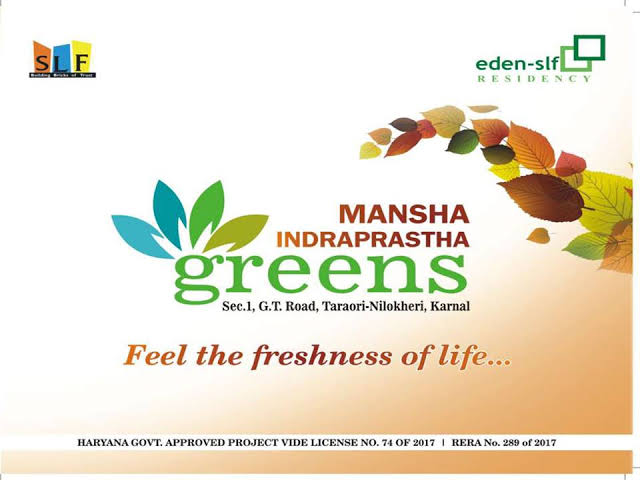 SLF
Building Bricks of Trust
eden-slf
RESIDENCY
MANSHA
INDRAPRASTHA
greens
Sec.1, G.T. Road, Taraori-Nilokheri, Karnal
Feel the freshness of life...
HARYANA GOVT. APPROVED PROJECT VIDE LICENSE NO. 74 OF 2017 | RERA No. 289 of 2017